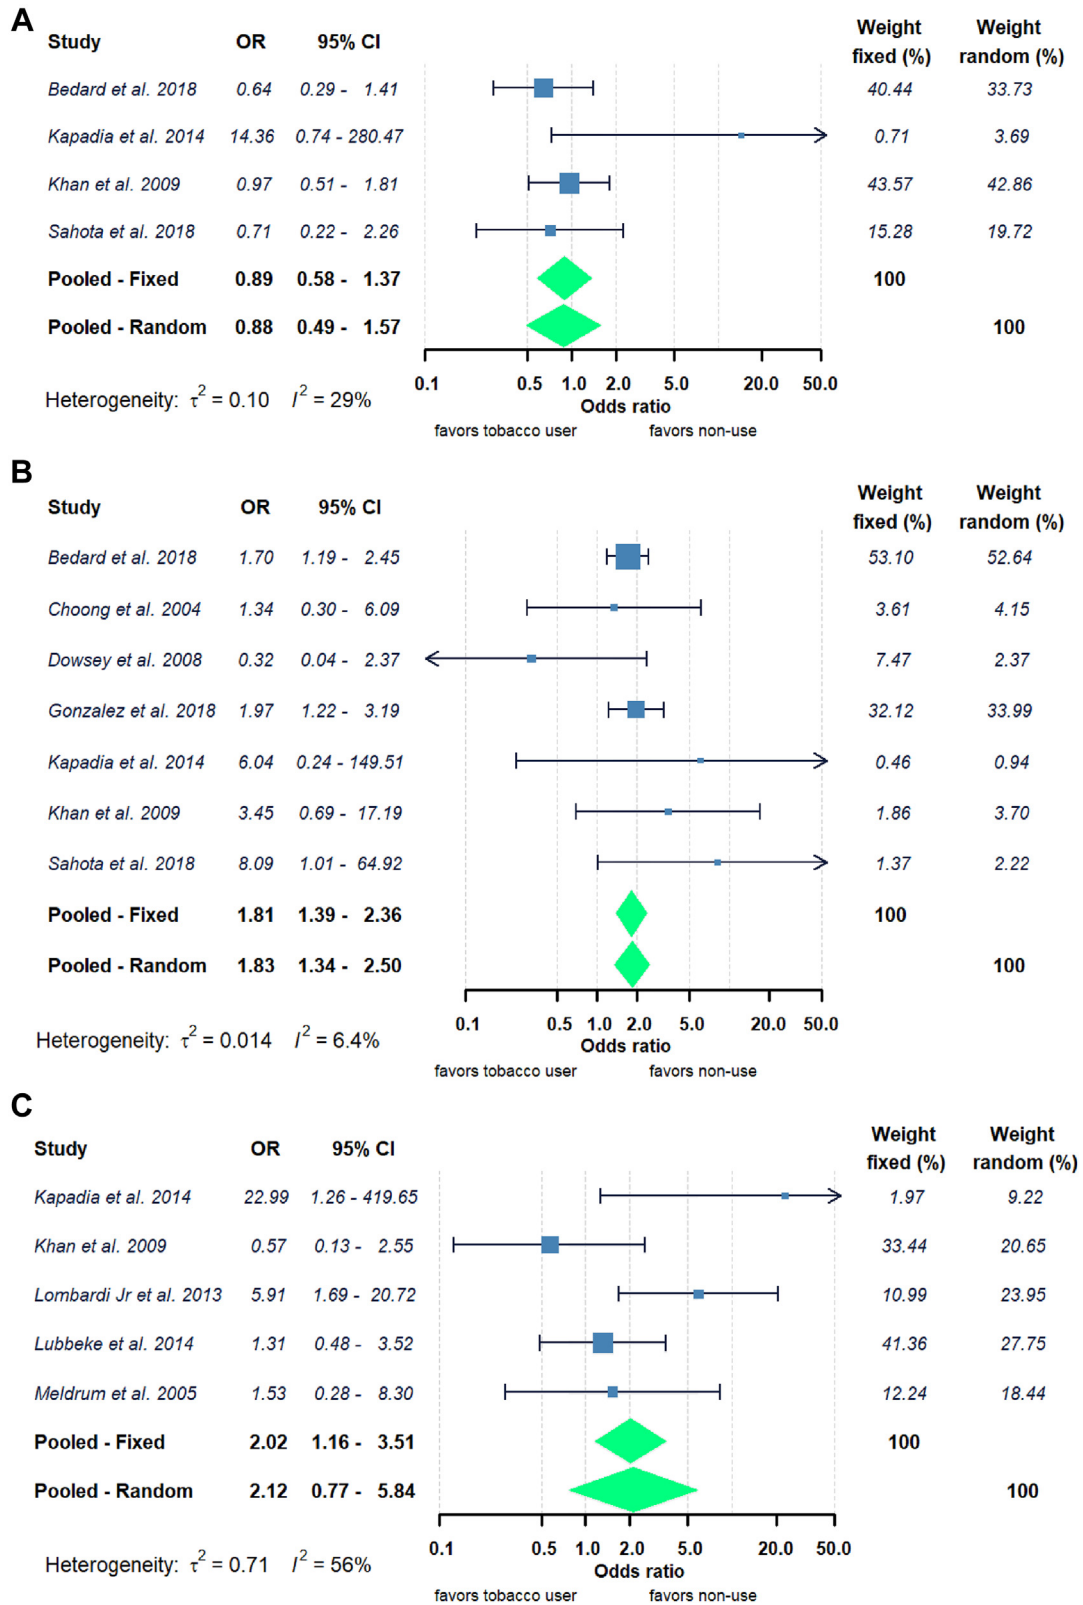 A
Study OR 95% CI Weight fixed (%) Weight random (%)
Bedard et al. 2018 0.64 0.29 - 1.41 40.44 33.73
Kapadia et al. 2014 14.36 0.74 - 280.47 0.71 3.69
Khan et al. 2009 0.97 0.51 - 1.81 43.57 42.86
Sahota et al. 2018 0.71 0.22 - 2.26 15.28 19.72
Pooled - Fixed 0.89 0.58 - 1.37 100
Pooled - Random 0.88 0.49 - 1.57 100
0.1 0.5 1.0 2.0 5.0 20.0 50.0
Heterogeneity: τ² = 0.10 I² = 29%
Odds ratio
favors tobacco user favors non-use
B
Study OR 95% CI Weight fixed (%) Weight random (%)
Bedard et al. 2018 1.70 1.19 - 2.45 53.10 52.64
Choong et al. 2004 1.34 0.30 - 6.09 3.61 4.15
Dowsey et al. 2008 0.32 0.04 - 2.37 7.47 2.37
Gonzalez et al. 2018 1.97 1.22 - 3.19 32.12 33.99
Kapadia et al. 2014 6.04 0.24 - 149.51 0.46 0.94
Khan et al. 2009 3.45 0.69 - 17.19 1.86 3.70
Sahota et al. 2018 8.09 1.01 - 64.92 1.37 2.22
Pooled - Fixed 1.81 1.39 - 2.36 100
Pooled - Random 1.83 1.34 - 2.50 100
0.1 0.5 1.0 2.0 5.0 20.0 50.0
Heterogeneity: τ² = 0.014 I² = 6.4%
Odds ratio
favors tobacco user favors non-use
C
Study OR 95% CI Weight fixed (%) Weight random (%)
Kapadia et al. 2014 22.99 1.26 - 419.65 1.97 9.22
Khan et al. 2009 0.57 0.13 - 2.55 33.44 20.65
Lombardi Jr et al. 2013 5.91 1.69 - 20.72 10.99 23.95
Lubbeke et al. 2014 1.31 0.48 - 3.52 41.36 27.75
Meldrum et al. 2005 1.53 0.28 - 8.30 12.24 18.44
Pooled - Fixed 2.02 1.16 - 3.51 100
Pooled - Random 2.12 0.77 - 5.84 100
0.1 0.5 1.0 2.0 5.0 20.0 50.0
Heterogeneity: τ² = 0.71 I² = 56%
Odds ratio
favors tobacco user favors non-use